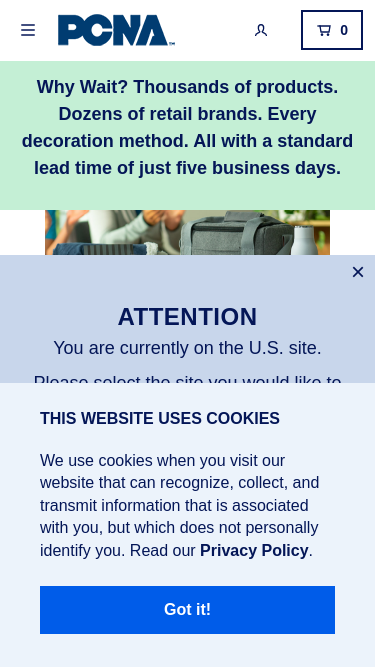 PCNA™
0
Why Wait? Thousands of products.
Dozens of retail brands. Every
decoration method. All with a standard
lead time of just five business days.
ATTENTION
You are currently on the U.S. site.
Please select the site you would like to
THIS WEBSITE USES COOKIES
We use cookies when you visit our
website that can recognize, collect, and
transmit information that is associated
with you, but which does not personally
identify you. Read our Privacy Policy.
Got it!